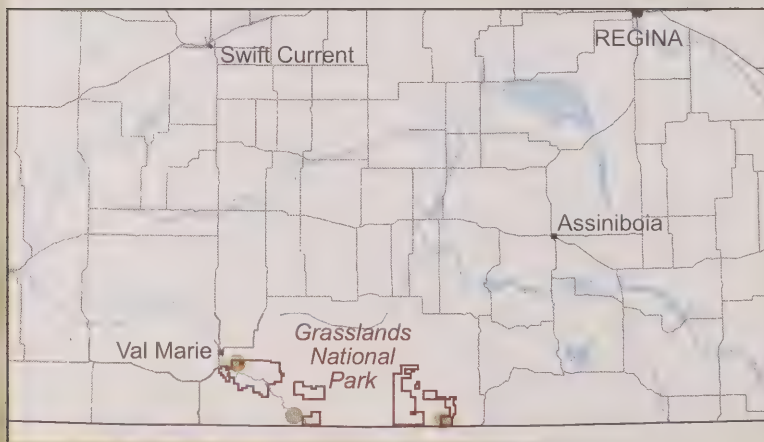 REGINA
Swift Current
Assiniboia
Val Marie
Grasslands
National
Park